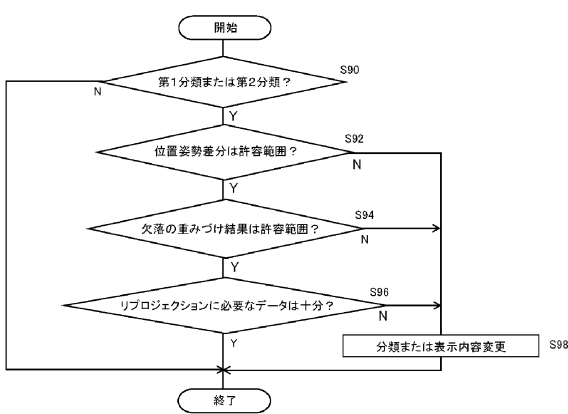 開始
第1分類または第2分類？
S90
N
Y
位置姿勢差分は許容範囲？
S92
N
Y
欠落の重みづけ結果は許容範囲？
S94
N
Y
リプロジェクションに必要なデータは十分？
S96
N
Y
分類または表示内容変更
S98
終了